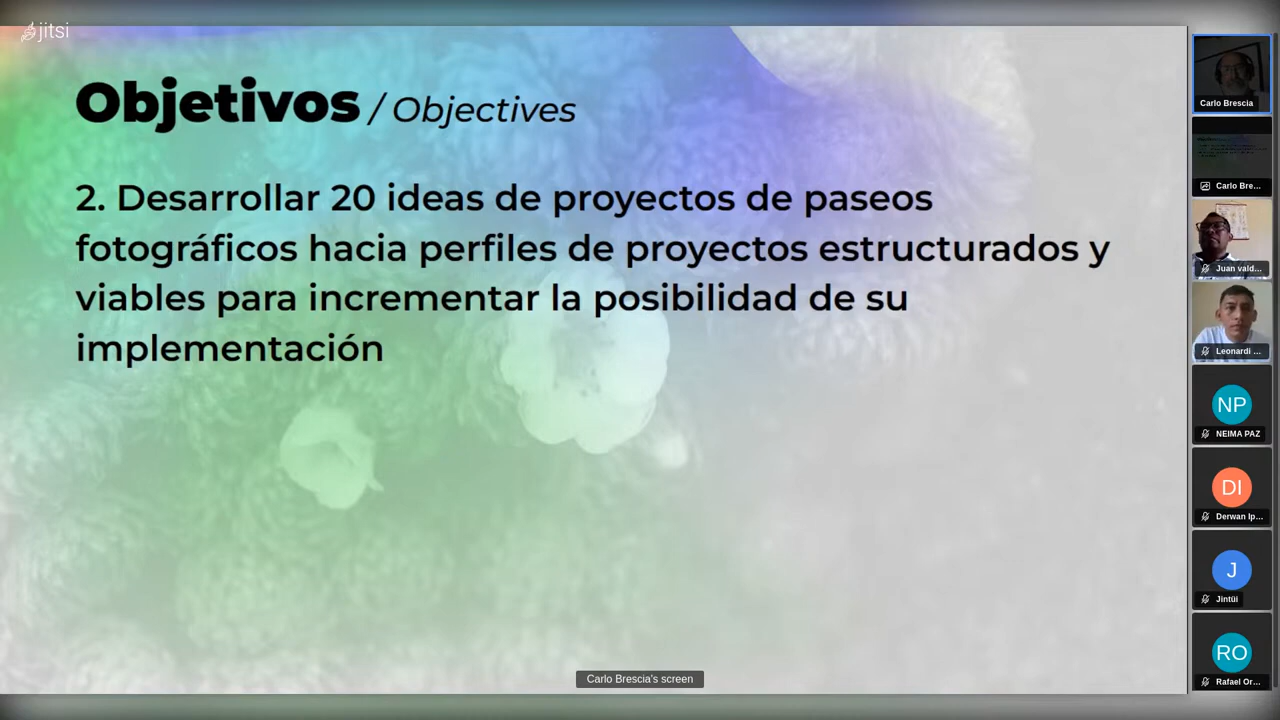 jitsi
Objetivos / Objectives
2. Desarrollar 20 ideas de proyectos de paseos
fotográficos hacia perfiles de proyectos estructurados y
viables para incrementar la posibilidad de su
implementación
Carlo Brescia's screen
Carlo Brescia
Carlo Bre...
Juan vald...
Leonardi ...
NP
NEIMA PAZ
DI
Derwan Ip...
J
Jintüi
RO
Rafael Or...